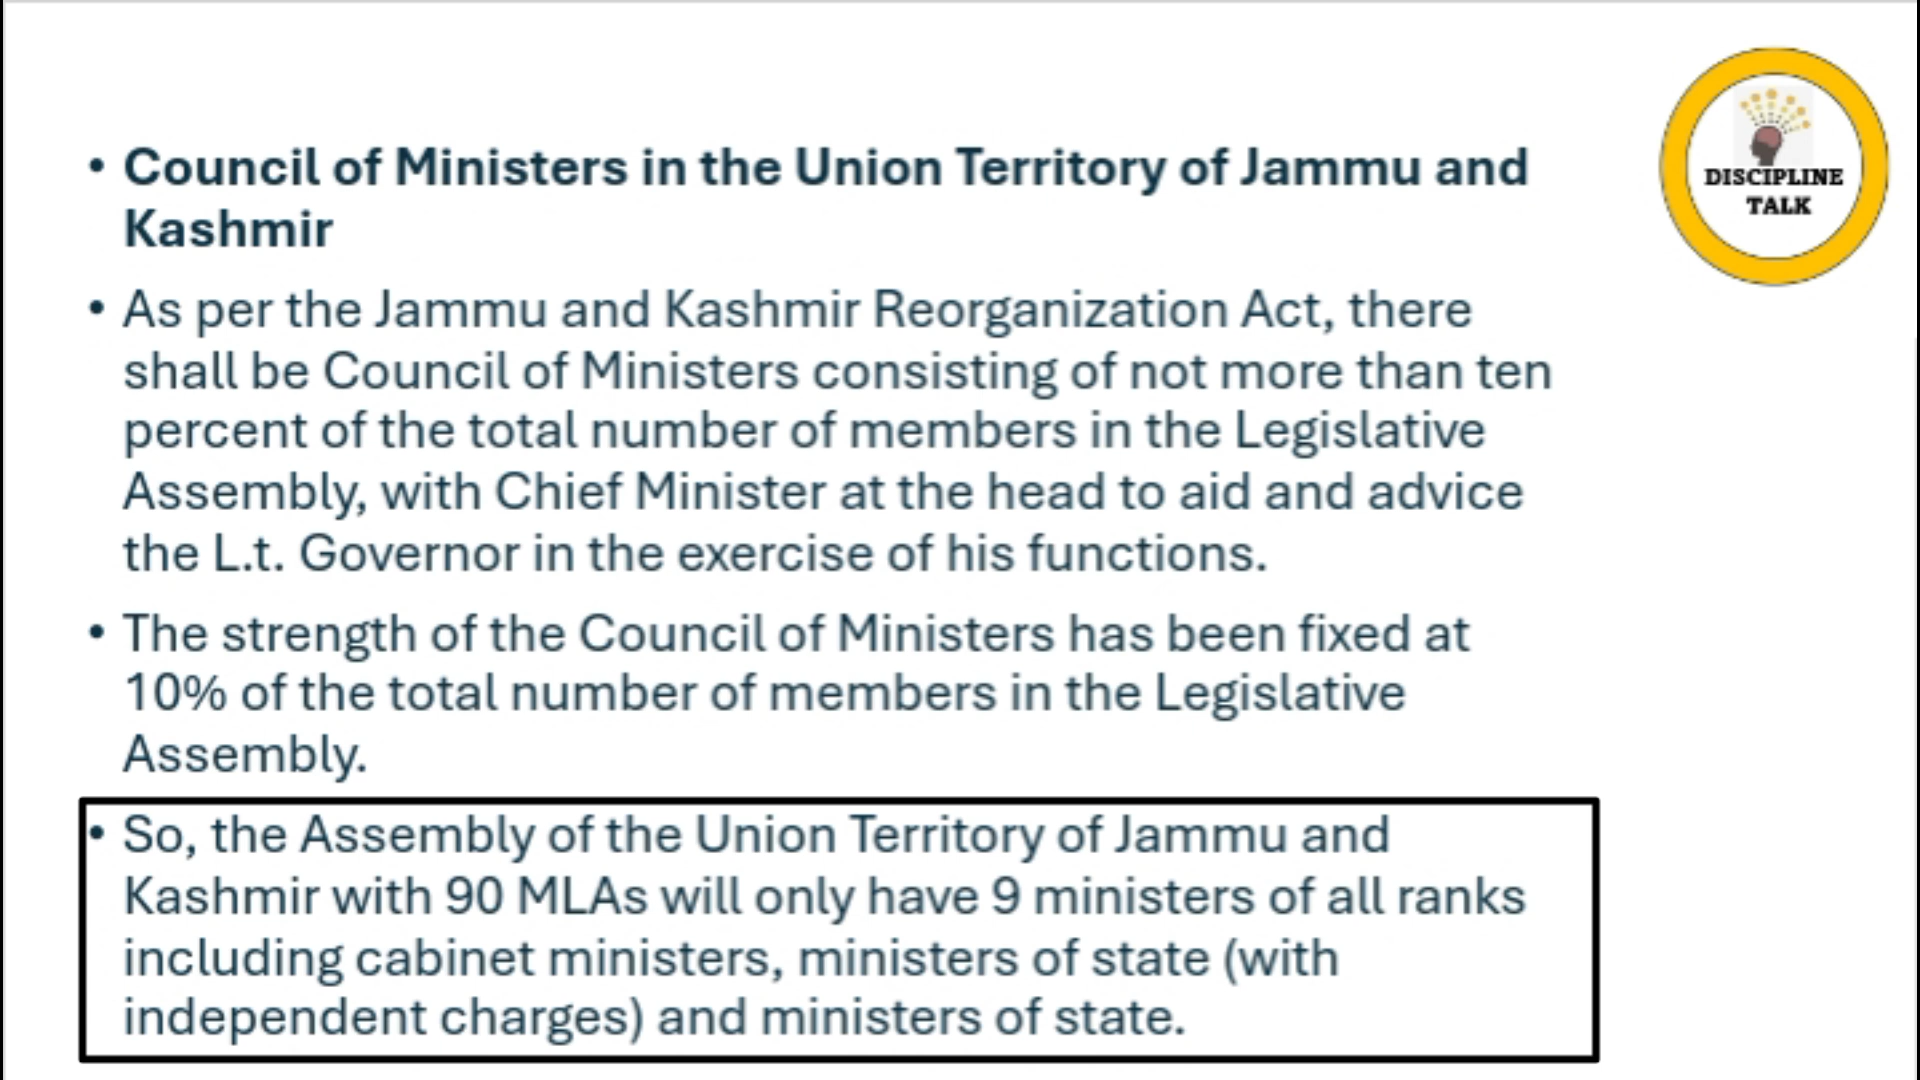 • Council of Ministers in the Union Territory of Jammu and
Kashmir
• As per the Jammu and Kashmir Reorganization Act, there
shall be Council of Ministers consisting of not more than ten
percent of the total number of members in the Legislative
Assembly, with Chief Minister at the head to aid and advice
the L.t. Governor in the exercise of his functions.
• The strength of the Council of Ministers has been fixed at
10% of the total number of members in the Legislative
Assembly.
• So, the Assembly of the Union Territory of Jammu and
Kashmir with 90 MLAs will only have 9 ministers of all ranks
including cabinet ministers, ministers of state (with
independent charges) and ministers of state.
DISCIPLINE
TALK